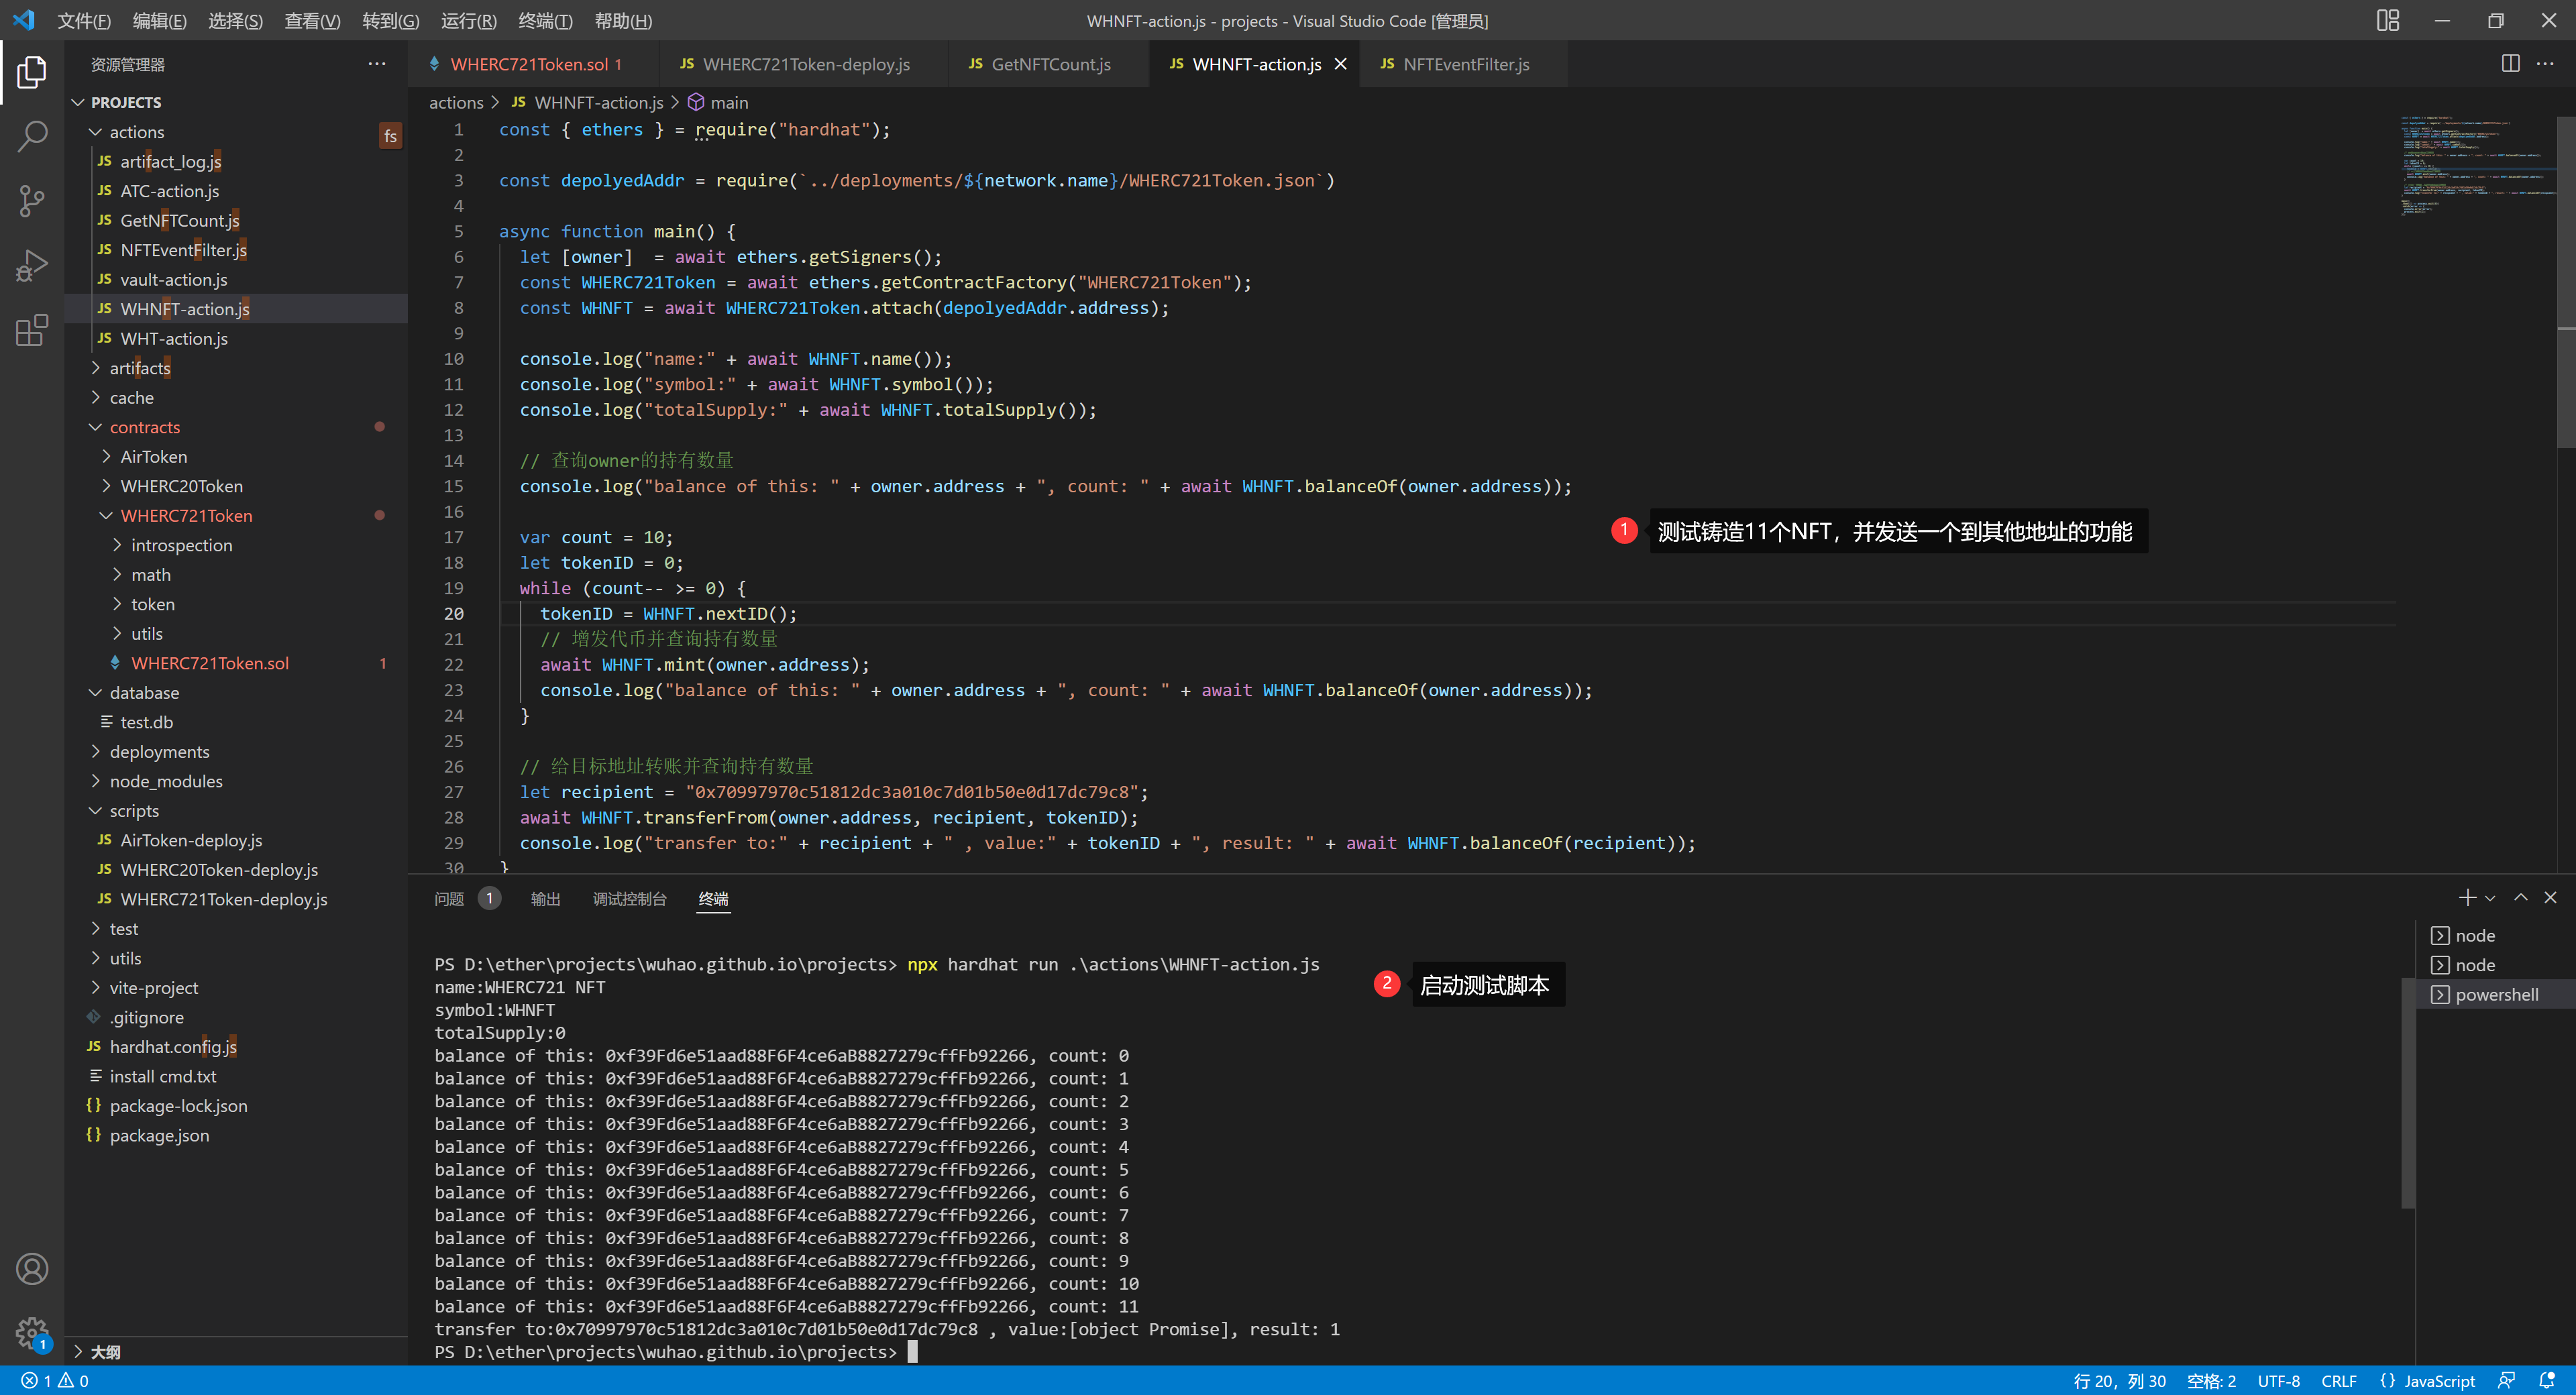 文件(F) 编辑(E) 选择(S) 查看(V) 转到(G) 运行(R) 终端(T) 帮助(H) WHNFT-action.js - projects - Visual Studio Code [管理员]
资源管理器
PROJECTS
actions
fs
artifact_log.js
ATC-action.js
GetNFTCount.js
NFTEventFilter.js
vault-action.js
WHNFT-action.js
WHT-action.js
artifacts
cache
contracts
AirToken
WHERC20Token
WHERC721Token
introspection
math
token
utils
WHERC721Token.sol 1
database
test.db
deployments
node_modules
scripts
AirToken-deploy.js
WHERC20Token-deploy.js
WHERC721Token-deploy.js
test
utils
vite-project
.gitignore
hardhat.config.js
install cmd.txt
package-lock.json
package.json
大纲
WHERC721Token.sol 1 JS WHERC721Token-deploy.js JS GetNFTCount.js JS WHNFT-action.js JS NFTEventFilter.js
actions > JS WHNFT-action.js > main
1 const { ethers } = require("hardhat");
2
3 const depolyedAddr = require(`../deployments/${network.name}/WHERC721Token.json`)
4
5 async function main() {
6 let [owner]  = await ethers.getSigners();
7 const WHERC721Token = await ethers.getContractFactory("WHERC721Token");
8 const WHNFT = await WHERC721Token.attach(depolyedAddr.address);
9
10 console.log("name:" + await WHNFT.name());
11 console.log("symbol:" + await WHNFT.symbol());
12 console.log("totalSupply:" + await WHNFT.totalSupply());
13
14 // 查询owner的持有数量
15 console.log("balance of this: " + owner.address + ", count: " + await WHNFT.balanceOf(owner.address));
16
17 var count = 10;
18 let tokenID = 0;
19 while (count-- >= 0) {
20 tokenID = WHNFT.nextID();
21 // 增发代币并查询持有数量
22 await WHNFT.mint(owner.address);
23 console.log("balance of this: " + owner.address + ", count: " + await WHNFT.balanceOf(owner.address));
24 }
25
26 // 给目标地址转账并查询持有数量
27 let recipient = "0x70997970c51812dc3a010c7d01b50e0d17dc79c8";
28 await WHNFT.transferFrom(owner.address, recipient, tokenID);
29 console.log("transfer to:" + recipient + " , value:" + tokenID + ", result: " + await WHNFT.balanceOf(recipient));
30 }
1 测试铸造11个NFT，并发送一个到其他地址的功能
问题 1 输出 调试控制台 终端
node
node
powershell
PS D:\ether\projects\wuhao.github.io\projects> npx hardhat run .\actions\WHNFT-action.js
2 启动测试脚本
name:WHERC721 NFT
symbol:WHNFT
totalSupply:0
balance of this: 0xf39Fd6e51aad88F6F4ce6aB8827279cffFb92266, count: 0
balance of this: 0xf39Fd6e51aad88F6F4ce6aB8827279cffFb92266, count: 1
balance of this: 0xf39Fd6e51aad88F6F4ce6aB8827279cffFb92266, count: 2
balance of this: 0xf39Fd6e51aad88F6F4ce6aB8827279cffFb92266, count: 3
balance of this: 0xf39Fd6e51aad88F6F4ce6aB8827279cffFb92266, count: 4
balance of this: 0xf39Fd6e51aad88F6F4ce6aB8827279cffFb92266, count: 5
balance of this: 0xf39Fd6e51aad88F6F4ce6aB8827279cffFb92266, count: 6
balance of this: 0xf39Fd6e51aad88F6F4ce6aB8827279cffFb92266, count: 7
balance of this: 0xf39Fd6e51aad88F6F4ce6aB8827279cffFb92266, count: 8
balance of this: 0xf39Fd6e51aad88F6F4ce6aB8827279cffFb92266, count: 9
balance of this: 0xf39Fd6e51aad88F6F4ce6aB8827279cffFb92266, count: 10
balance of this: 0xf39Fd6e51aad88F6F4ce6aB8827279cffFb92266, count: 11
transfer to:0x70997970c51812dc3a010c7d01b50e0d17dc79c8 , value:[object Promise], result: 1
PS D:\ether\projects\wuhao.github.io\projects>
1
1 0 行 20，列 30 空格: 2 UTF-8 CRLF {} JavaScript